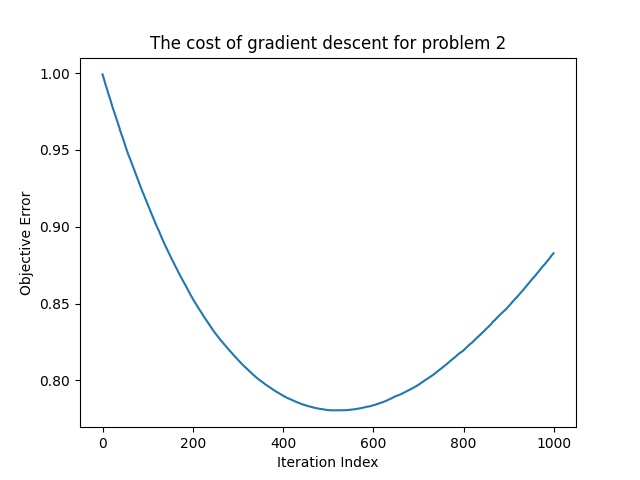 The cost of gradient descent for problem 2
Objective Error
1.00
0.95
0.90
0.85
0.80
0 200 400 600 800 1000
Iteration Index